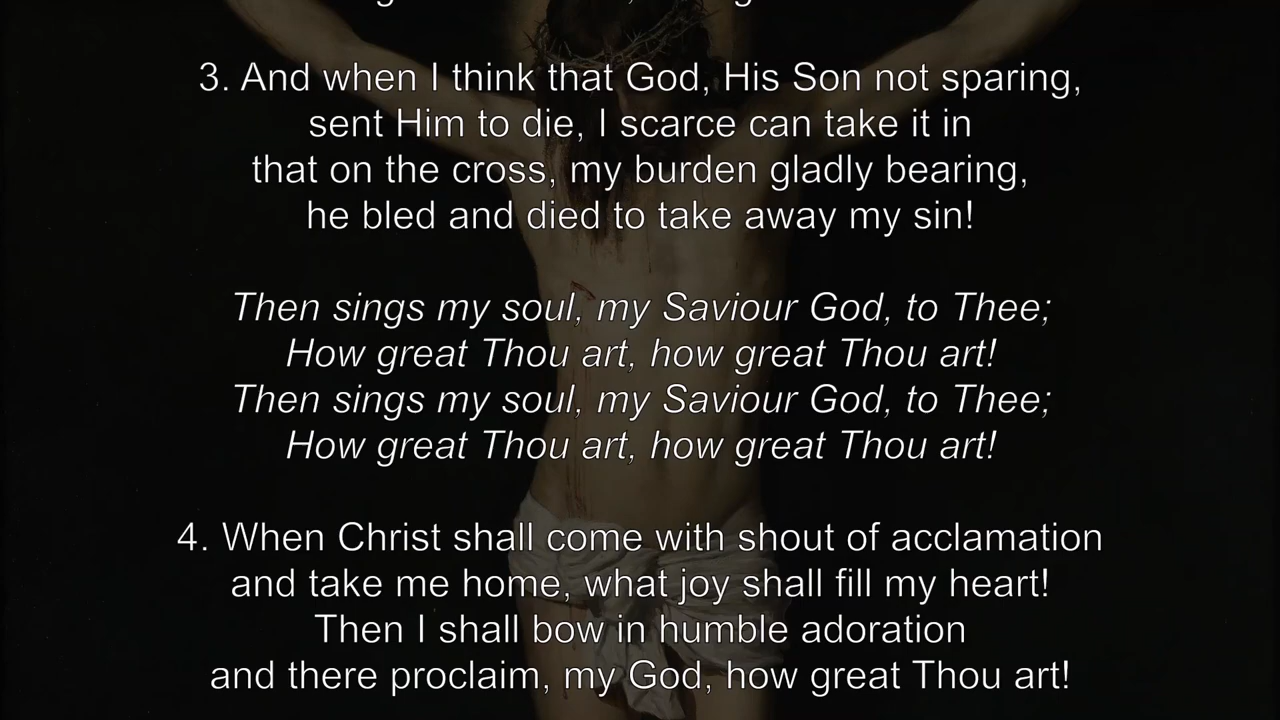 3. And when I think that God, His Son not sparing,
sent Him to die, I scarce can take it in
that on the cross, my burden gladly bearing,
he bled and died to take away my sin!
Then sings my soul, my Saviour God, to Thee;
How great Thou art, how great Thou art!
Then sings my soul, my Saviour God, to Thee;
How great Thou art, how great Thou art!
4. When Christ shall come with shout of acclamation
and take me home, what joy shall fill my heart!
Then I shall bow in humble adoration
and there proclaim, my God, how great Thou art!